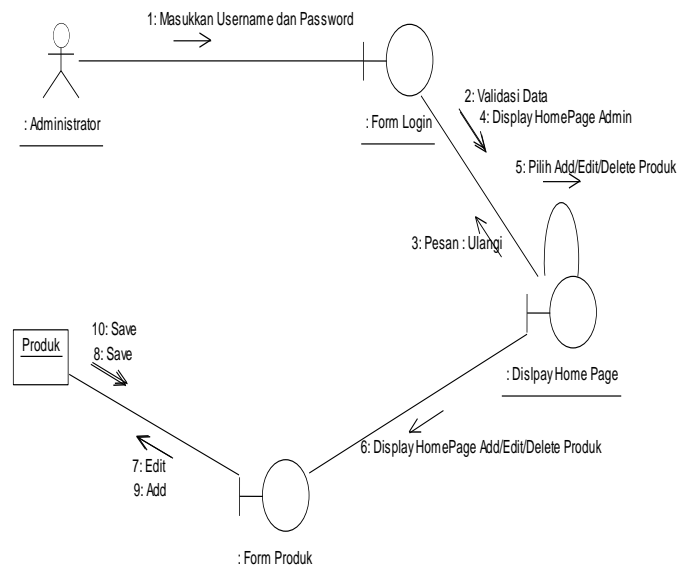 1: Masukkan Username dan Password
: Administrator
: Form Login
2: Validasi Data
4: Display HomePage Admin
5: Pilih Add/Edit/Delete Produk
3: Pesan : Ulangi
: Dislpay Home Page
10: Save
8: Save
Produk
6: Display HomePage Add/Edit/Delete Produk
7: Edit
9: Add
: Form Produk